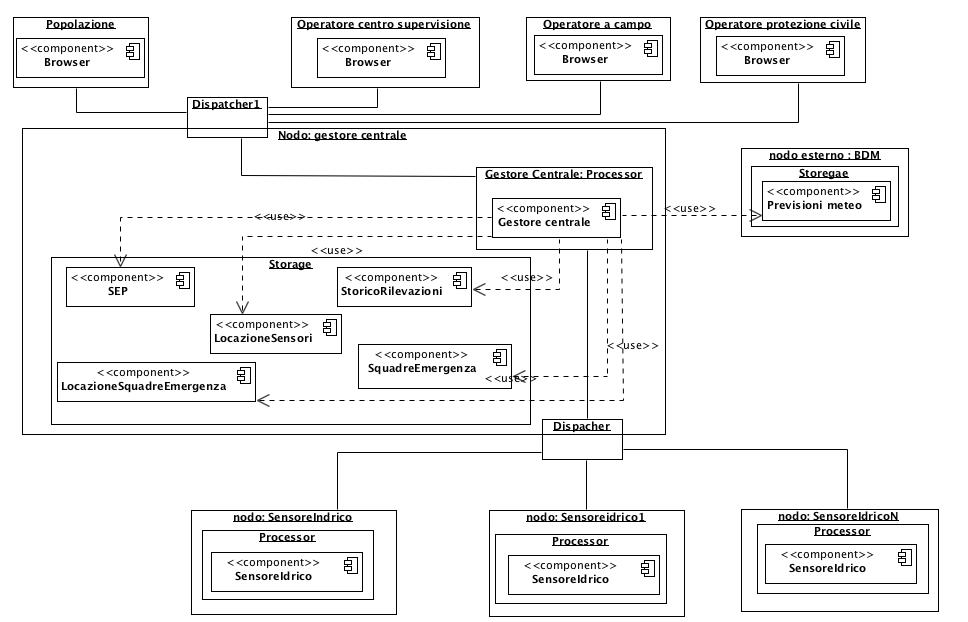 Popolazione
<<component>>
Browser
Operatore centro supervisione
<<component>>
Browser
Operatore a campo
<<component>>
Browser
Operatore protezione civile
<<component>>
Browser
Dispatcher1
Nodo: gestore centrale
Gestore Centrale: Processor
<<component>>
Gestore centrale
nodo esterno : BDM
Storegae
<<component>>
Previsioni meteo
<<use>>
<<use>>
<<use>>
Storage
<<component>>
SEP
<<component>>
StoricoRilevazioni
<<use>>
<<component>>
LocazioneSensori
<<component>>
SquadreEmergenza
<<use>>
<<use>>
<<component>>
LocazioneSquadreEmergenza
Dispacher
nodo: SensoreIndrico
Processor
<<component>>
SensoreIdrico
nodo: Sensoreidrico1
Processor
<<component>>
SensoreIdrico
nodo: SensoreIdricoN
Processor
<<component>>
SensoreIdrico